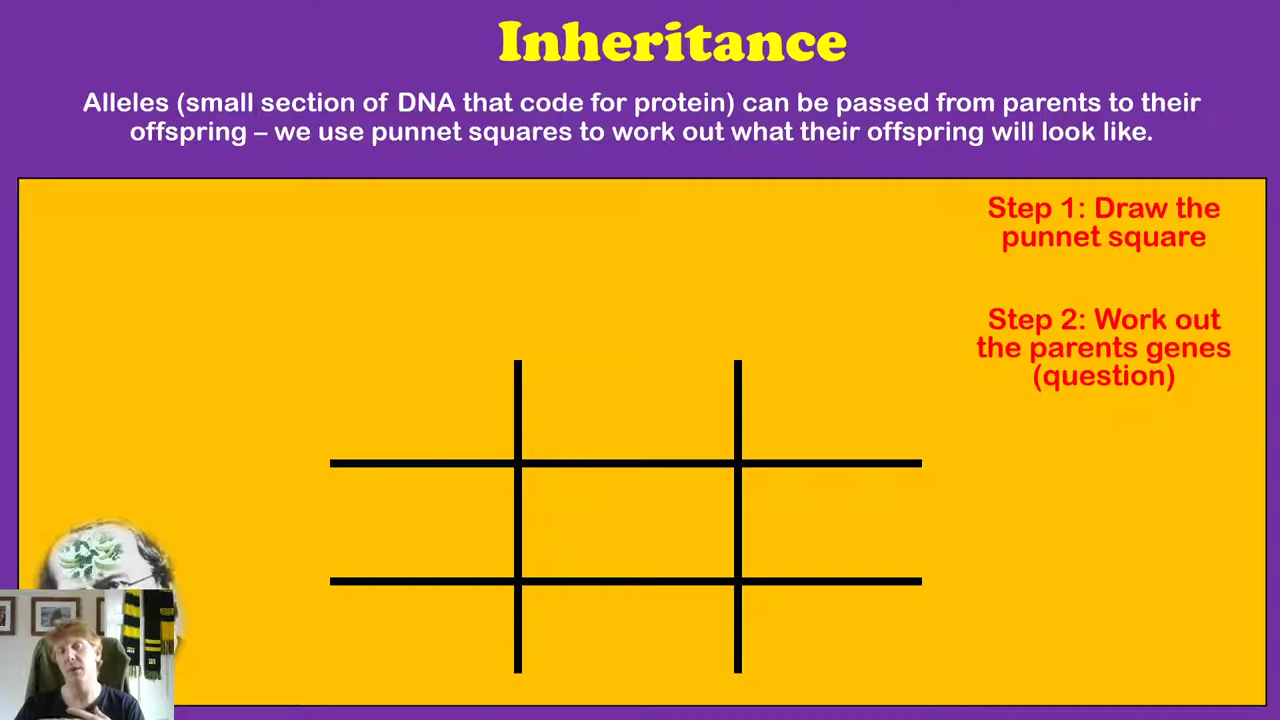 Inheritance
Alleles (small section of DNA that code for protein) can be passed from parents to their
offspring – we use punnet squares to work out what their offspring will look like.
Step 1: Draw the
punnet square
Step 2: Work out
the parents genes
(question)